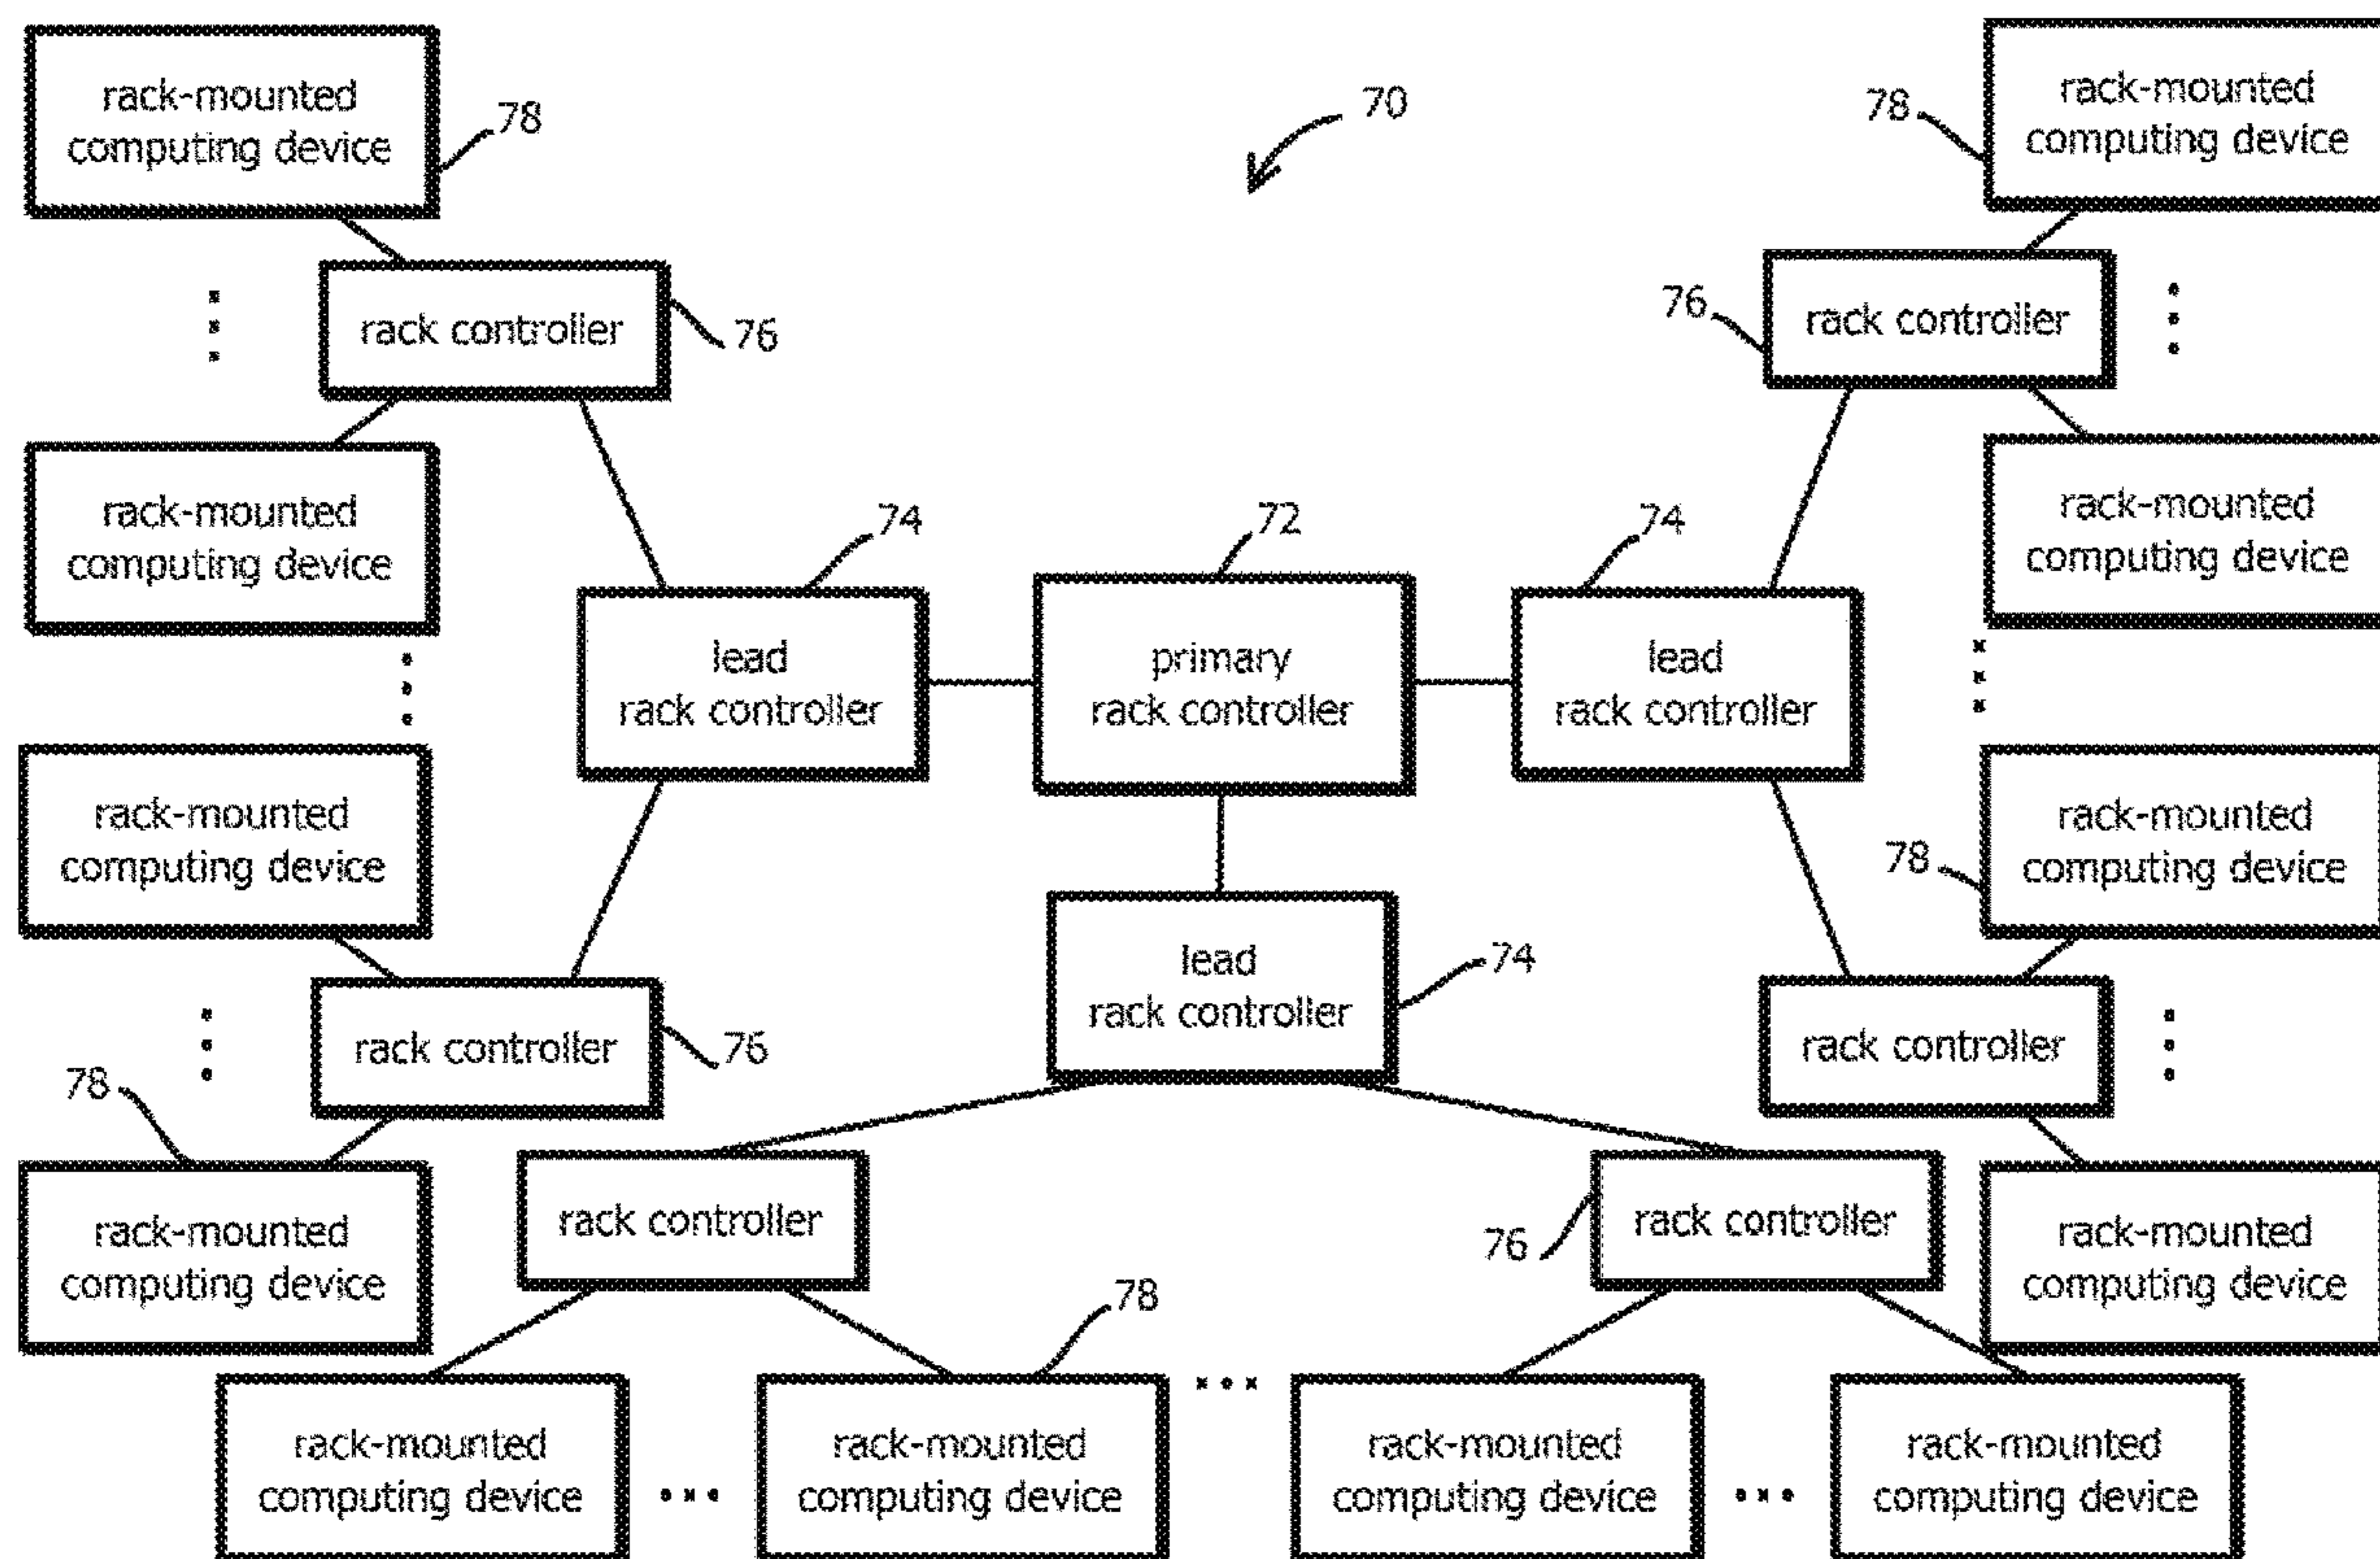 rack-mounted
computing device
78
70
78
rack-mounted
computing device
rack controller
76
76
rack controller
rack-mounted
computing device
74
72
74
rack-mounted
computing device
lead
rack controller
primary
rack controller
lead
rack controller
rack-mounted
computing device
78
rack-mounted
computing device
lead
rack controller
74
rack controller
76
rack controller
78
rack-mounted
computing device
rack controller
76
rack controller
rack-mounted
computing device
78
rack-mounted
computing device
rack-mounted
computing device
rack-mounted
computing device
rack-mounted
computing device